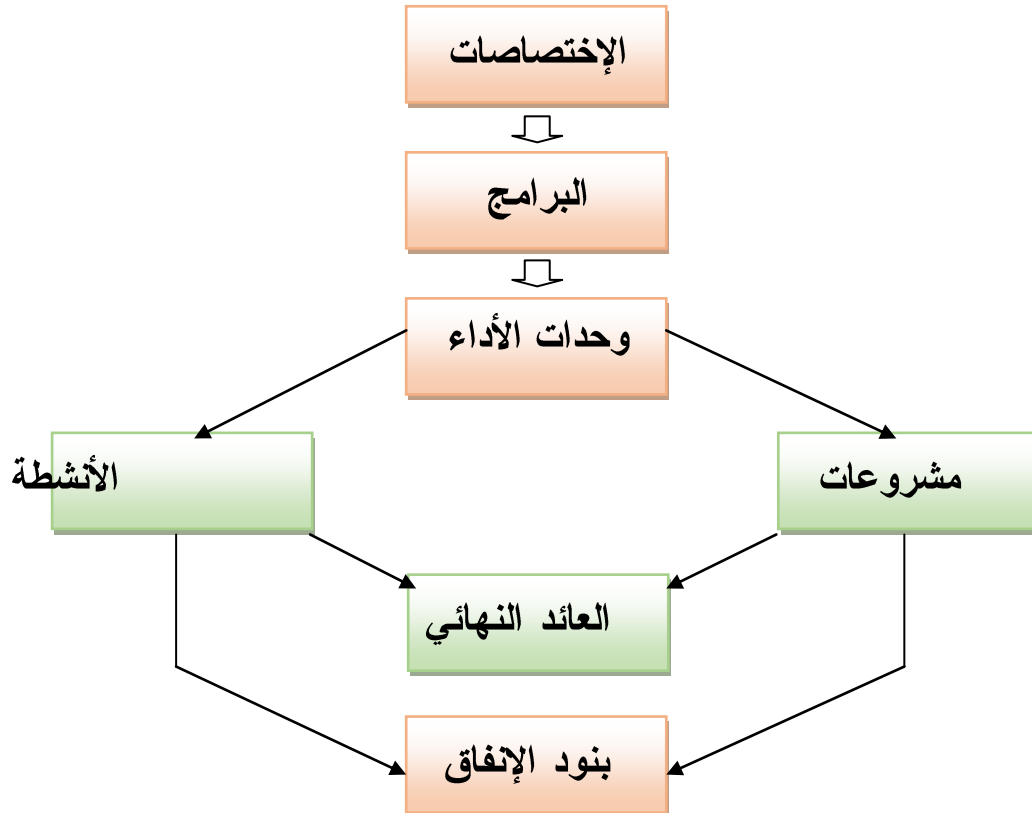 الإختصاصات
البرامج
وحدات الأداء
مشروعات
الأنشطة
العائد النهائي
بنود الإنفاق